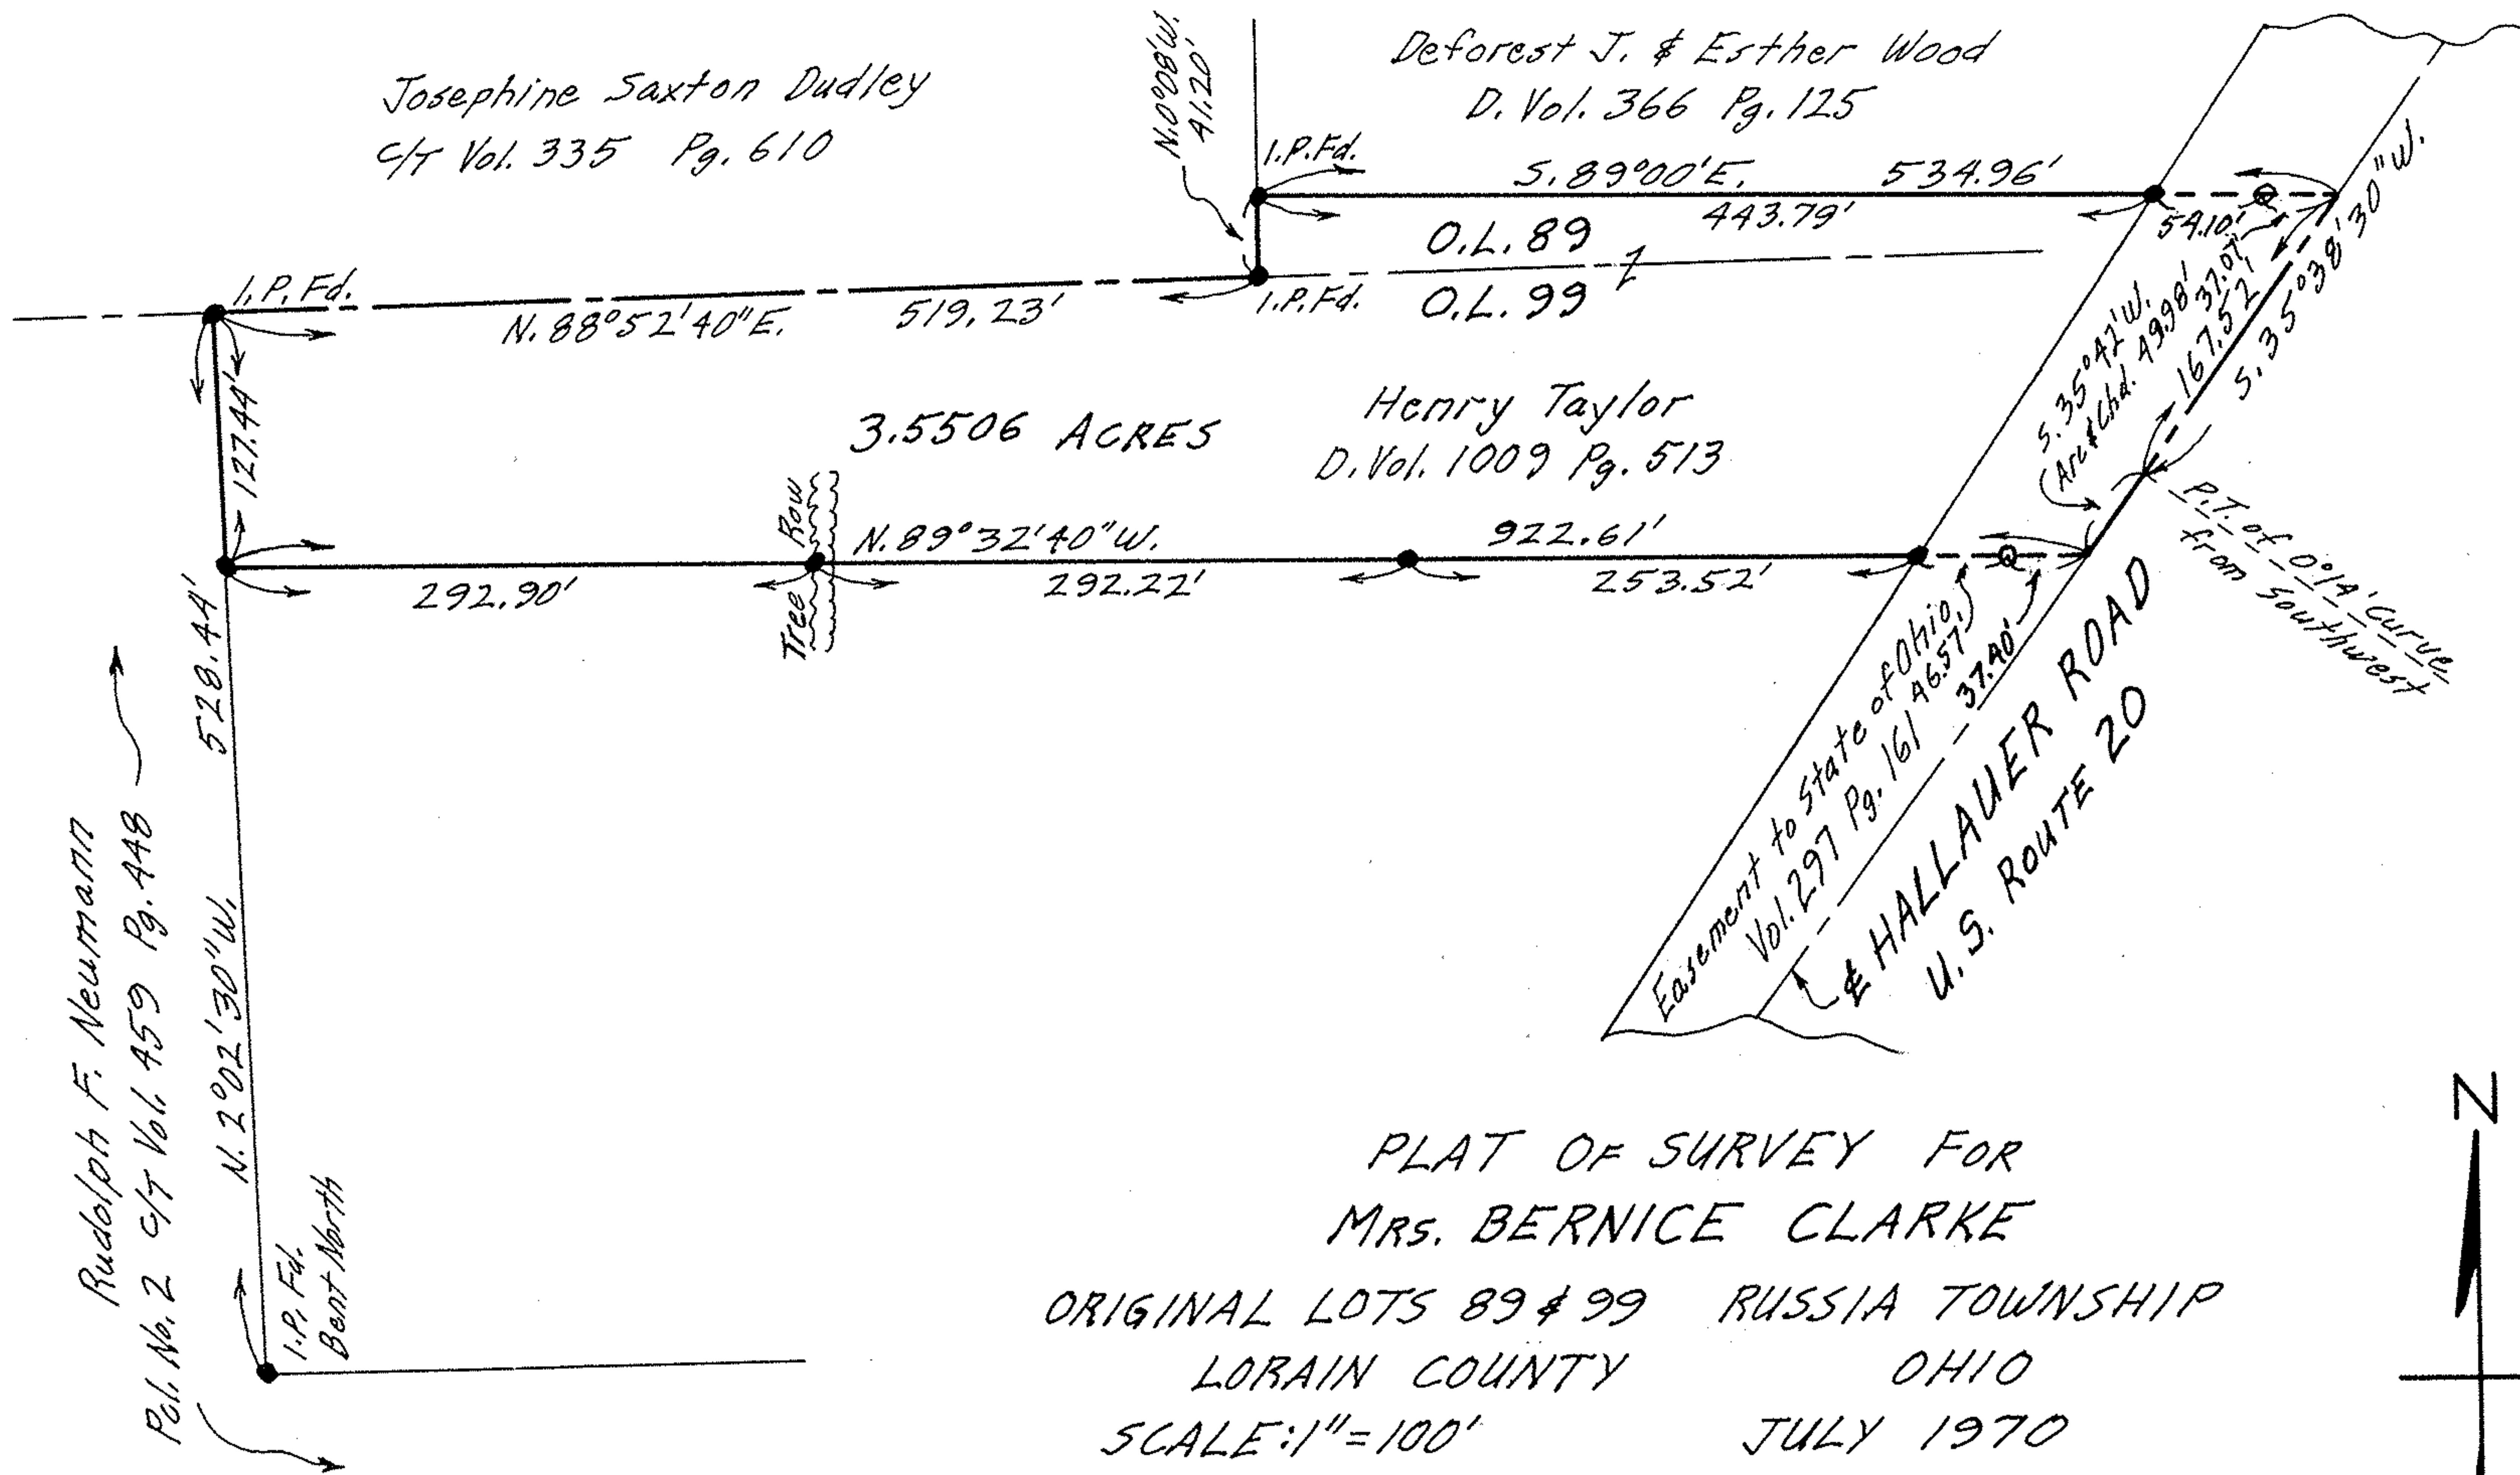 Josephine Saxton Dudley
C/T Vol. 335 Pg. 610
N.0°08'W.
41.20'
Deforest J. & Esther Wood
D. Vol. 366 Pg. 125
I.P.Fd.
S. 89°00'E. 534.96'
443.79'
54.10'
37.07'
O.L. 89
O.L. 99
I.P. Fd.
N. 88°52'40"E. 519.23'
I.P.Fd.
S. 35°38'30"W.
167.52'
S. 35°42'W.
Arc & Chd. 49.98'
127.44'
3.5506 ACRES
Henry Taylor
D. Vol. 1009 Pg. 513
Tree Row
N. 89°32'40"W. 922.61'
292.90'
292.22'
253.52'
P.T. of 0°14' Curve
from Southwest
Easement to State of Ohio
Vol. 297 Pg. 161
46.57'
37.40'
℄ HALLAUER ROAD
U.S. ROUTE 20
528.44'
N. 2°02'30"W.
Rudolph F. Neumann
Pcl. No. 2 C/T Vol. 459 Pg. 448
I.P. Fd.
Bent North
N
PLAT OF SURVEY FOR
MRS. BERNICE CLARKE
ORIGINAL LOTS 89 & 99 RUSSIA TOWNSHIP
LORAIN COUNTY OHIO
SCALE: 1"=100' JULY 1970